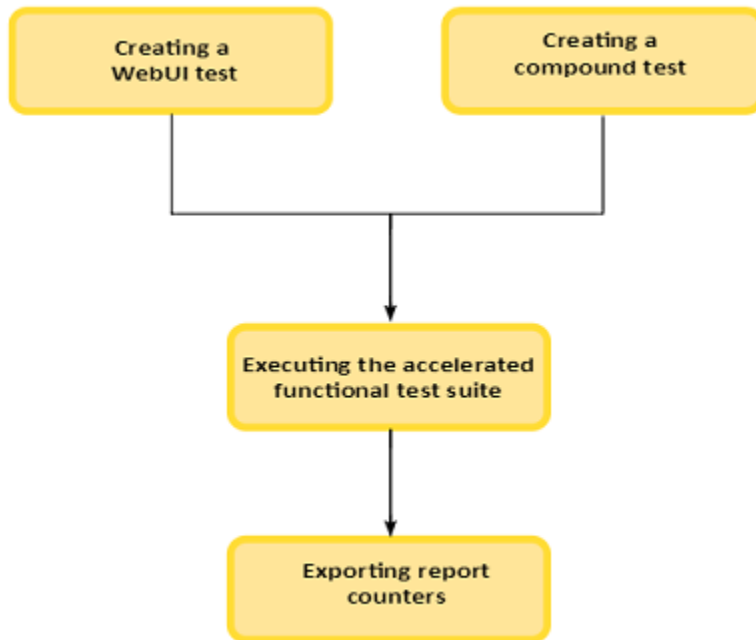 Creating a
WebUI test
Creating a
compound test
Executing the accelerated
functional test suite
Exporting report
counters